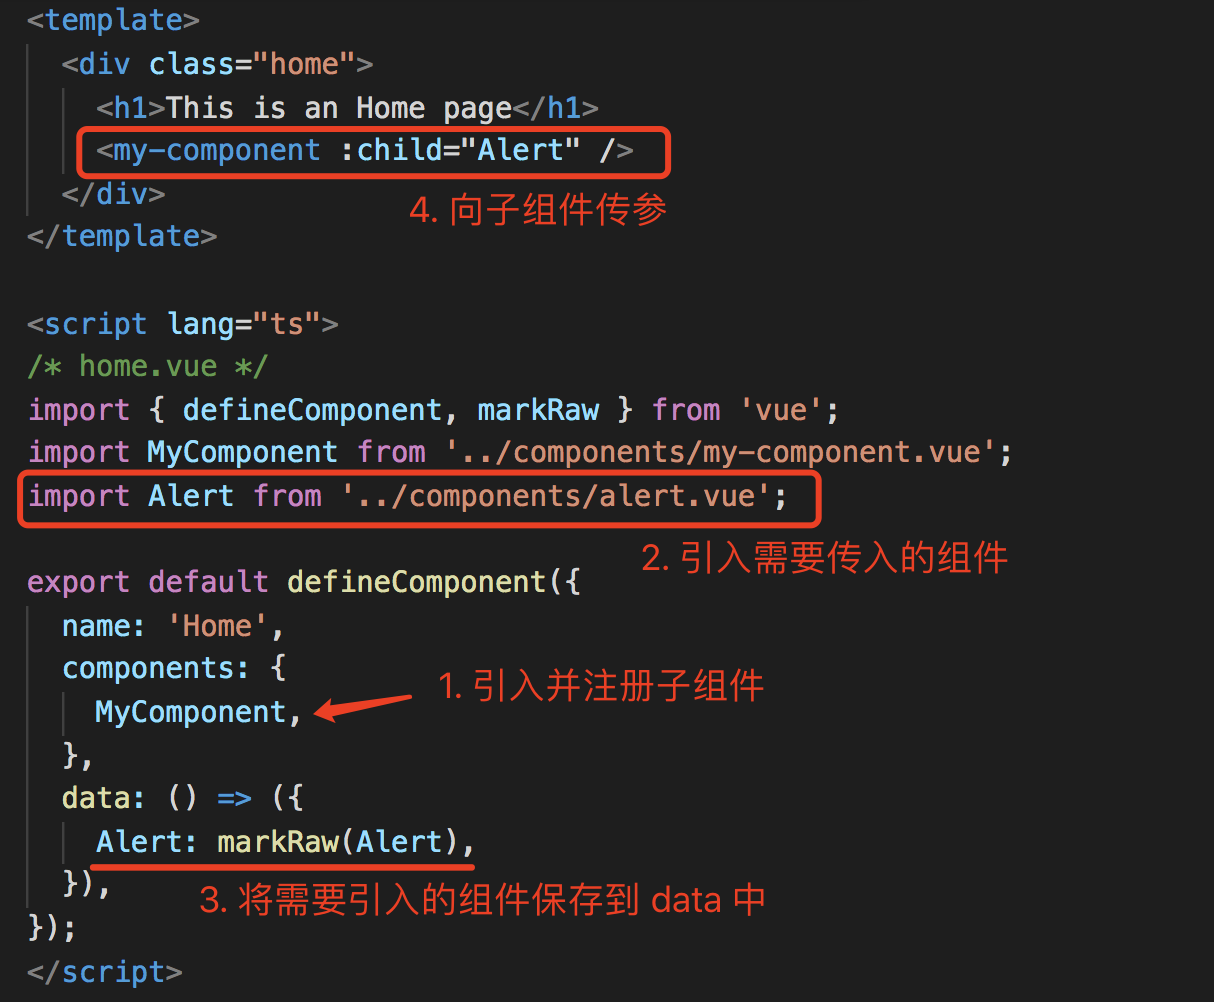 <template>
<div class="home">
<h1>This is an Home page</h1>
<my-component :child="Alert" />
</div>
4. 向子组件传参
</template>
<script lang="ts">
/* home.vue */
import { defineComponent, markRaw } from 'vue';
import MyComponent from '../components/my-component.vue';
import Alert from '../components/alert.vue';
2. 引入需要传入的组件
export default defineComponent({
name: 'Home',
components: {
1. 引入并注册子组件
MyComponent,
},
data: () => ({
Alert: markRaw(Alert),
}),
3. 将需要引入的组件保存到 data 中
});
</script>